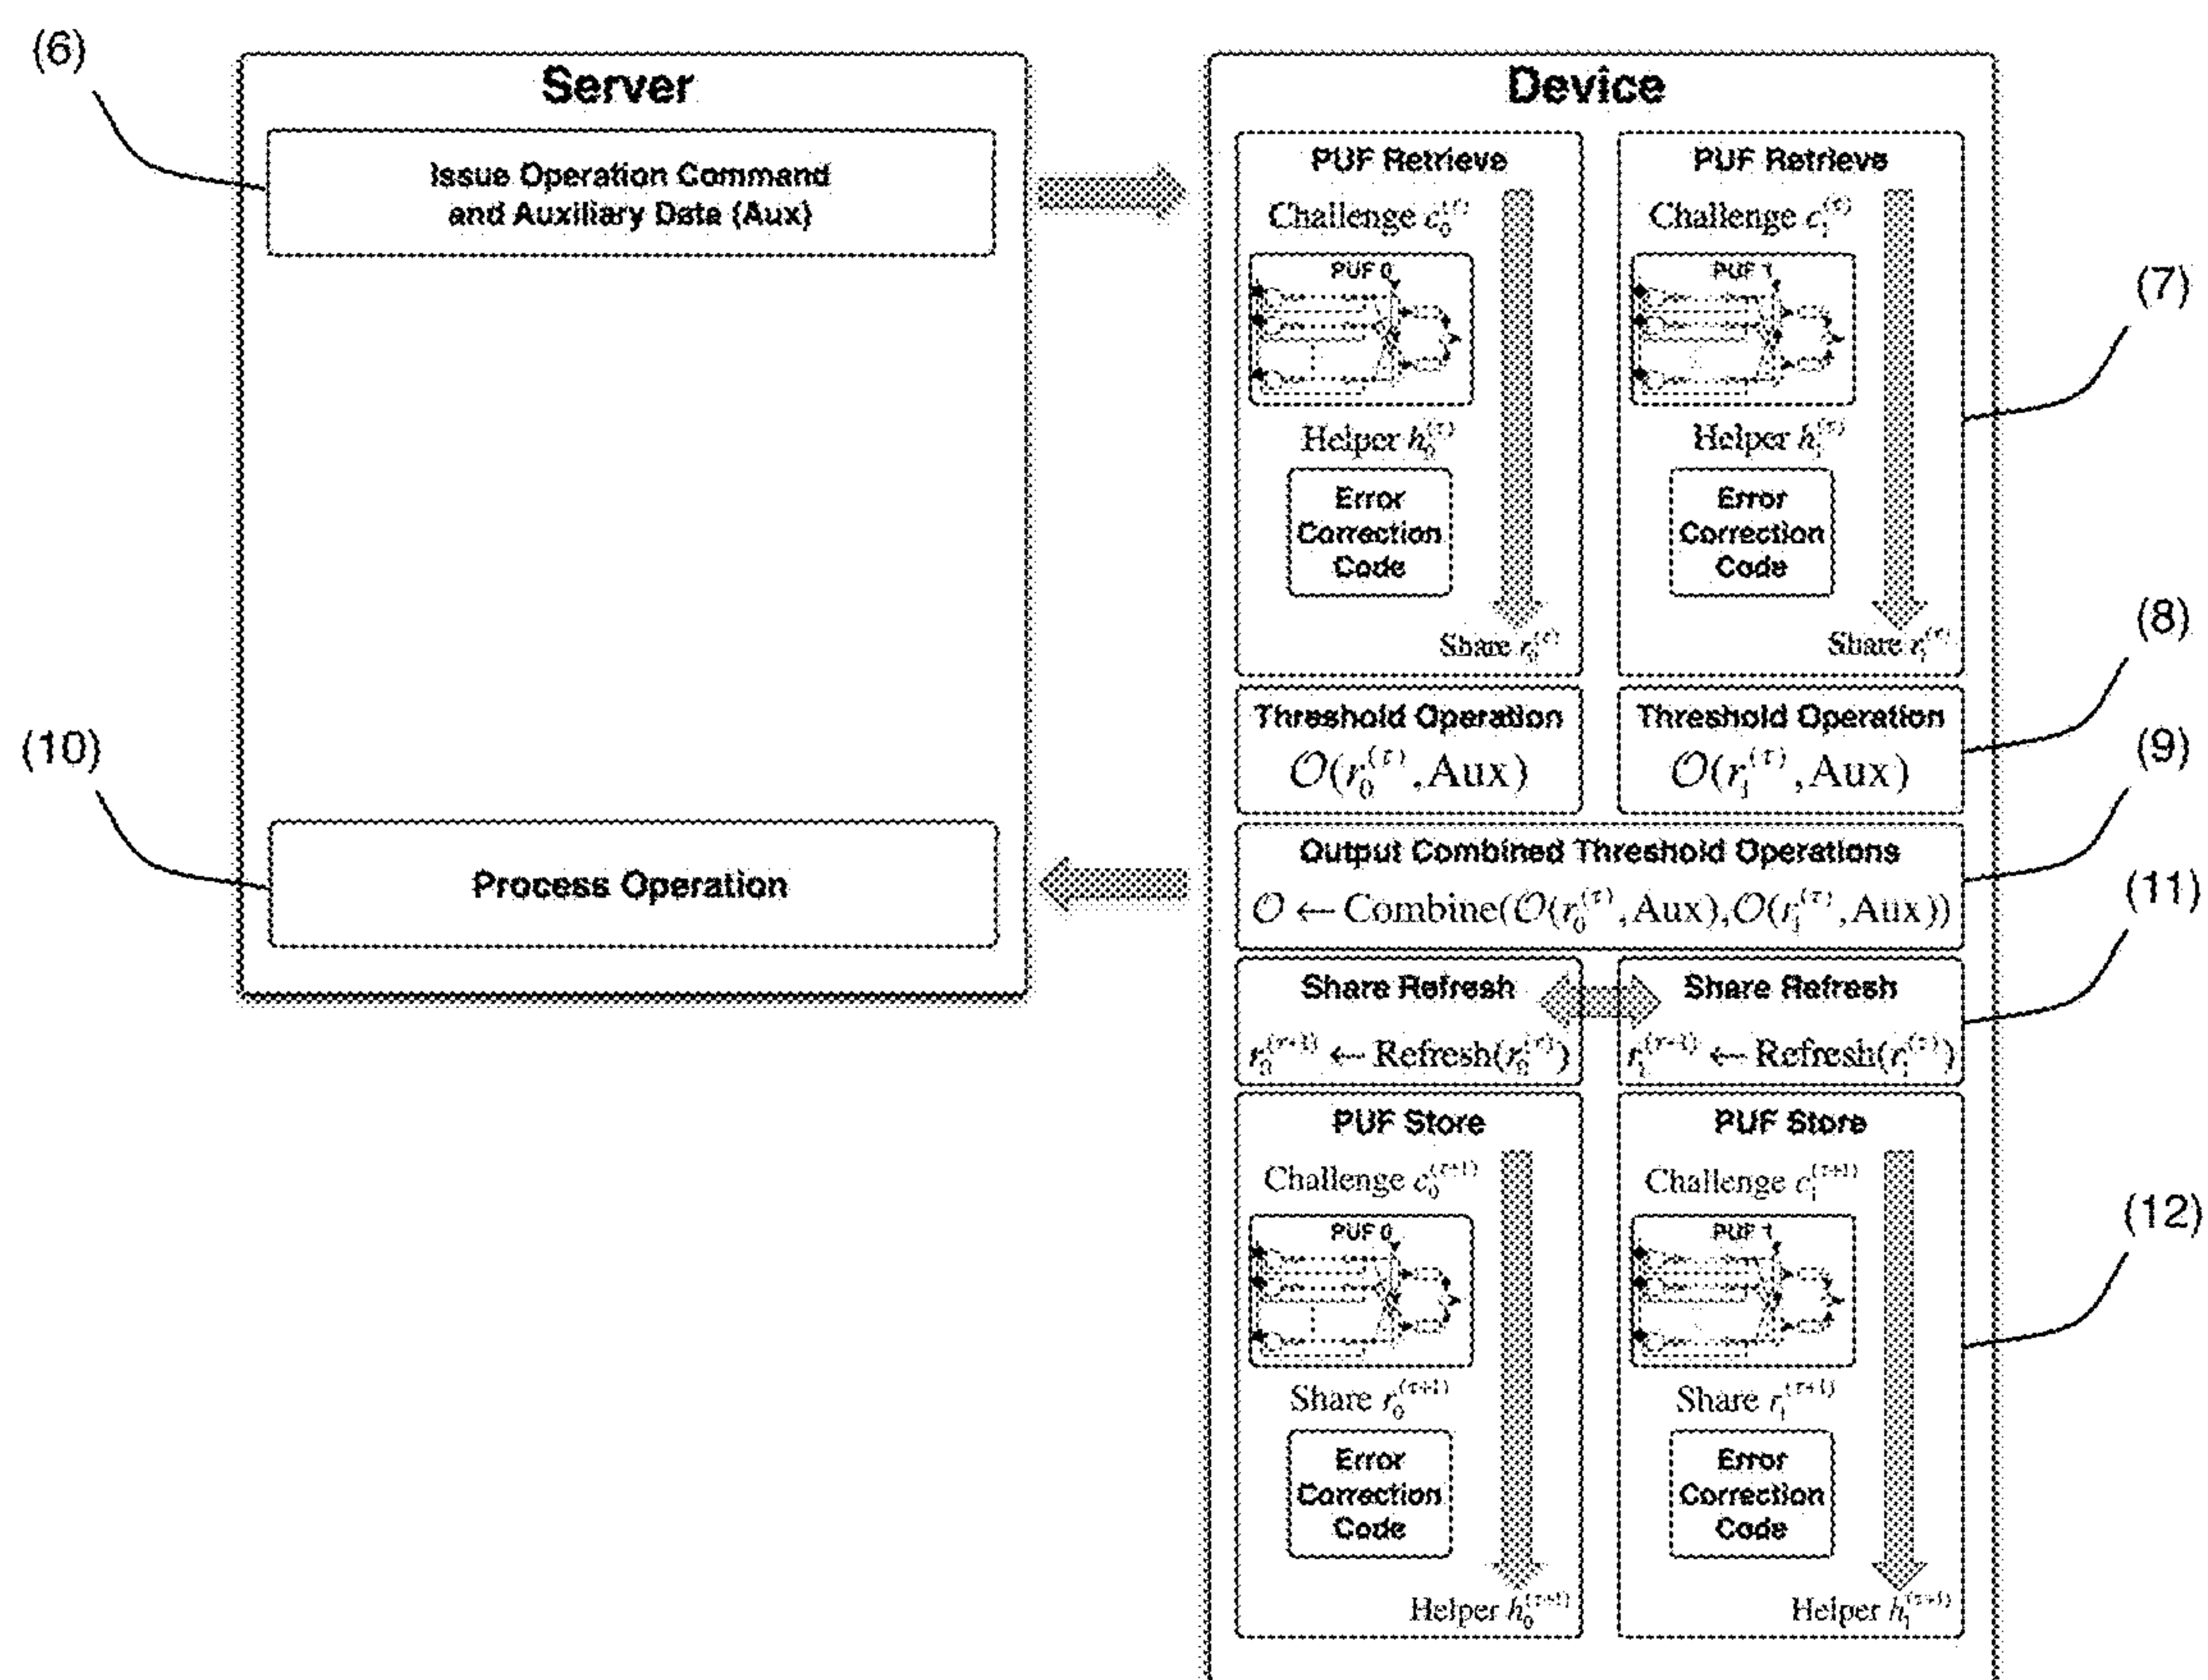 (6)
Server
Issue Operation Command
and Auxiliary Data (Aux)
(10)
Process Operation
Device
PUF Retrieve
Challenge c₀^(τ)
PUF 0
Helper h₀^(τ)
Error
Correction
Code
Share r₀^(τ)
PUF Retrieve
Challenge c₁^(τ)
PUF 1
Helper h₁^(τ)
Error
Correction
Code
Share r₁^(τ)
(7)
Threshold Operation
𝒪(r₀^(τ), Aux)
Threshold Operation
𝒪(r₁^(τ), Aux)
(8)
Output Combined Threshold Operations
𝒪 ← Combine(𝒪(r₀^(τ), Aux), 𝒪(r₁^(τ), Aux))
(9)
Share Refresh
r₀^(τ+1) ← Refresh(r₀^(τ))
Share Refresh
r₁^(τ+1) ← Refresh(r₁^(τ))
(11)
PUF Store
Challenge c₀^(τ+1)
PUF 0
Share r₀^(τ+1)
Error
Correction
Code
Helper h₀^(τ+1)
PUF Store
Challenge c₁^(τ+1)
PUF 1
Share r₁^(τ+1)
Error
Correction
Code
Helper h₁^(τ+1)
(12)